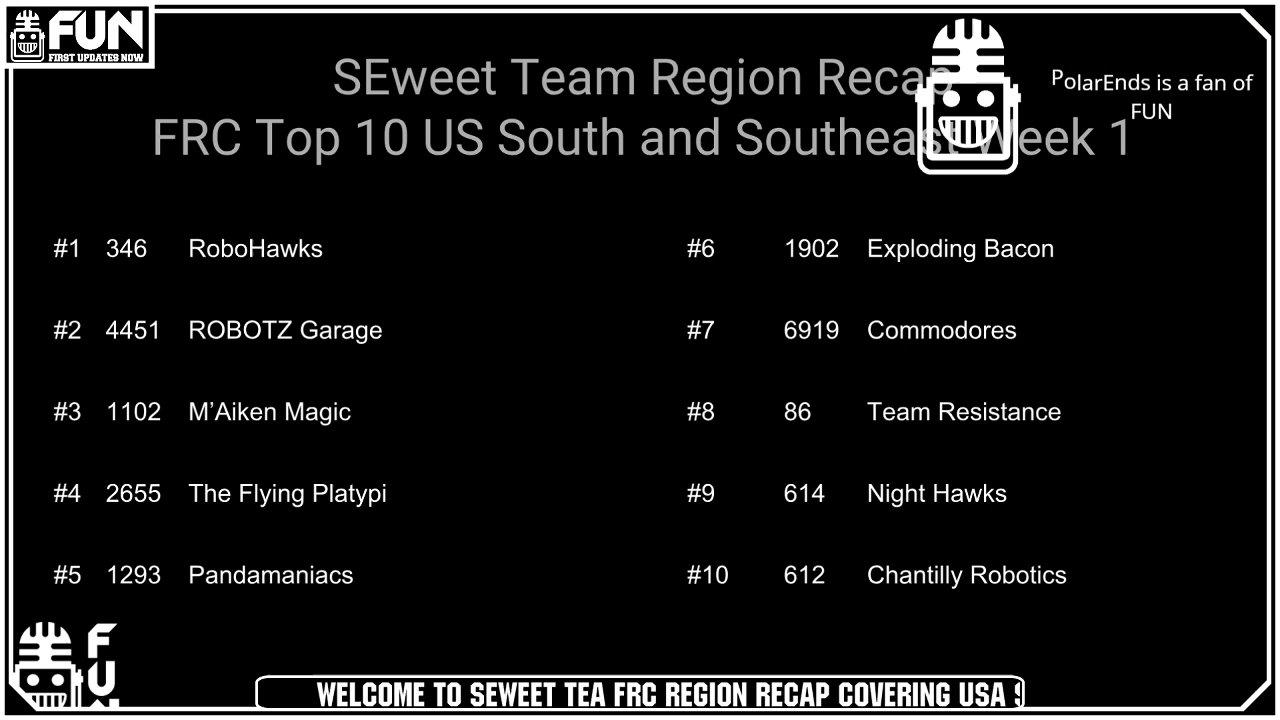 FUN
FIRST UPDATES NOW
SEweet Team Region Recap
FRC Top 10 US South and Southeast Week 1
PolarEnds is a fan of
FUN
#1 346 RoboHawks
#2 4451 ROBOTZ Garage
#3 1102 M’Aiken Magic
#4 2655 The Flying Platypi
#5 1293 Pandamaniacs
#6 1902 Exploding Bacon
#7 6919 Commodores
#8 86 Team Resistance
#9 614 Night Hawks
#10 612 Chantilly Robotics
FUN
WELCOME TO SEWEET TEA FRC REGION RECAP COVERING USA